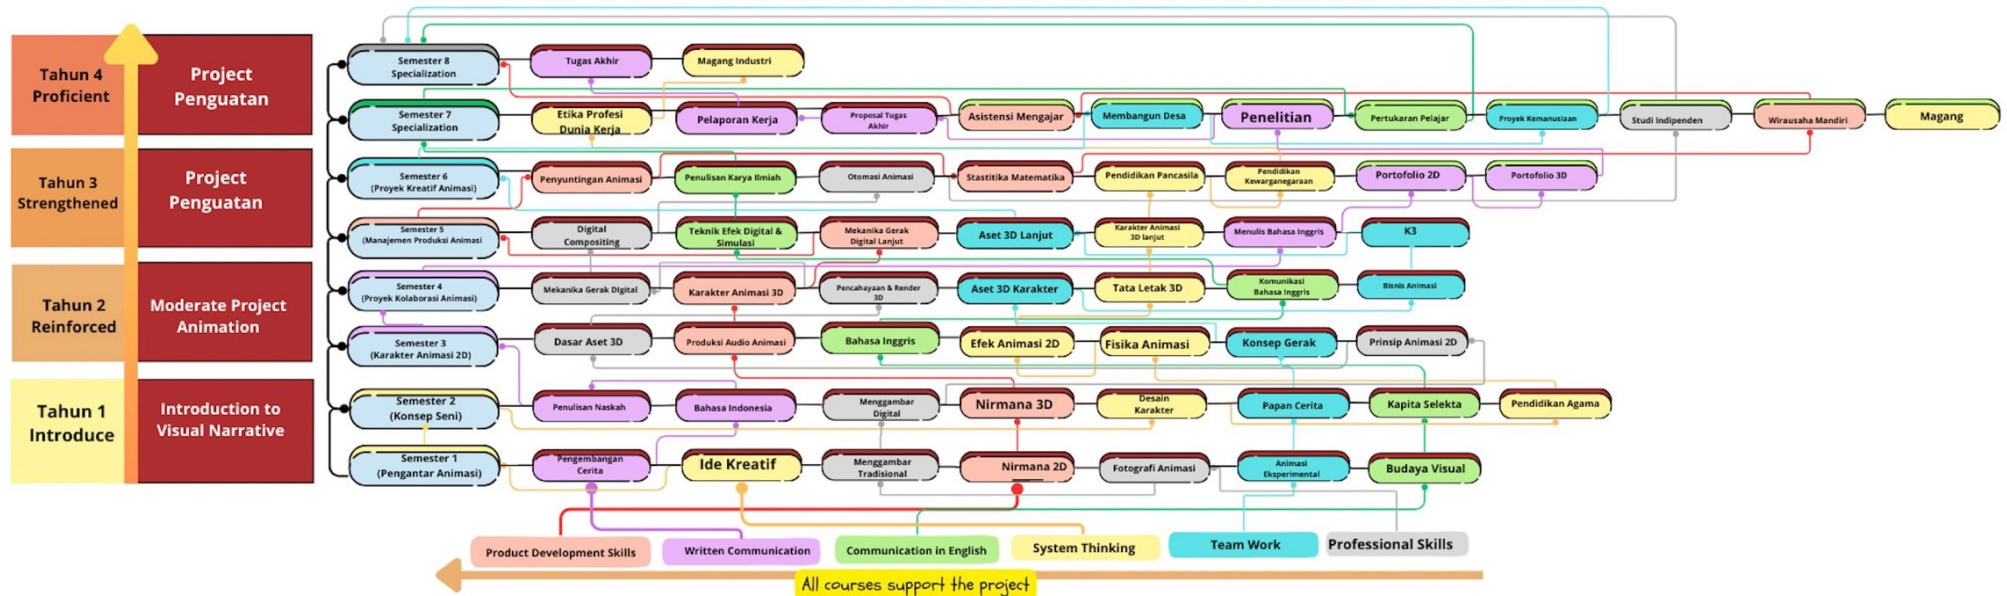 Tahun 4
Proficient
Project
Penguatan
Semester 8
Specialization
Tugas Akhir
Magang Industri
Semester 7
Specialization
Etika Profesi
Dunia Kerja
Pelaporan Kerja
Proposal Tugas
Akhir
Asistensi Mengajar
Membangun Desa
Penelitian
Pertukaran Pelajar
Proyek Kemanusiaan
Studi Indipenden
Wirausaha Mandiri
Magang
Tahun 3
Strengthened
Project
Penguatan
Semester 6
(Proyek Kreatif Animasi)
Penyuntingan Animasi
Penulisan Karya Ilmiah
Otomasi Animasi
Stastitika Matematika
Pendidikan Pancasila
Pendidikan
Kewarganegaraan
Portofolio 2D
Portofolio 3D
Semester 5
(Manajemen Produksi Animasi
Digital
Compositing
Teknik Efek Digital &
Simulasi
Mekanika Gerak
Digital Lanjut
Aset 3D Lanjut
Karakter Animasi
3D lanjut
Menulis Bahasa Inggris
K3
Tahun 2
Reinforced
Moderate Project
Animation
Semester 4
(Proyek Kolaborasi Animasi)
Mekanika Gerak DIgital
Karakter Animasi 3D
Pencahayaan & Render
3D
Aset 3D Karakter
Tata Letak 3D
Komunikasi
Bahasa Inggris
Bisnis Animasi
Semester 3
(Karakter Animasi 2D)
Dasar Aset 3D
Produksi Audio Animasi
Bahasa Inggris
Efek Animasi 2D
Fisika Animasi
Konsep Gerak
Prinsip Animasi 2D
Tahun 1
Introduce
Introduction to
Visual Narrative
Semester 2
(Konsep Seni)
Penulisan Naskah
Bahasa Indonesia
Menggambar
Digital
Nirmana 3D
Desain
Karakter
Papan Cerita
Kapita Selekta
Pendidikan Agama
Semester 1
(Pengantar Animasi)
Pengembangan
Cerita
Ide Kreatif
Menggambar
Tradisional
Nirmana 2D
Fotografi Animasi
Animasi
Eksperimental
Budaya Visual
Product Development Skills
Written Communication
Communication in English
System Thinking
Team Work
Professional Skills
All courses support the project